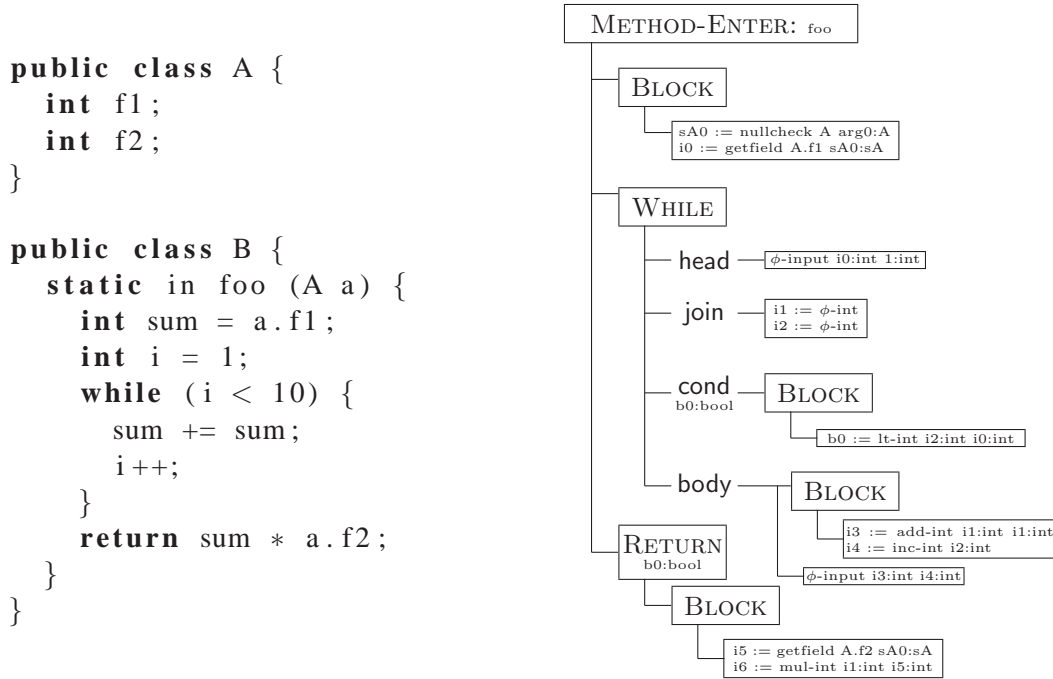 public class A {
int f1;
int f2;
}
public class B {
static in foo (A a) {
int sum = a.f1;
int i = 1;
while (i < 10) {
sum += sum;
i++;
}
return sum * a.f2;
}
}
METHOD-ENTER: foo
BLOCK
sA0 := nullcheck A arg0:A
i0 := getfield A.f1 sA0:sA
WHILE
head
ϕ-input i0:int 1:int
join
i1 := ϕ-int
i2 := ϕ-int
cond
b0:bool
BLOCK
b0 := lt-int i2:int i0:int
body
BLOCK
i3 := add-int i1:int i1:int
i4 := inc-int i2:int
ϕ-input i3:int i4:int
RETURN
b0:bool
BLOCK
i5 := getfield A.f2 sA0:sA
i6 := mul-int i1:int i5:int